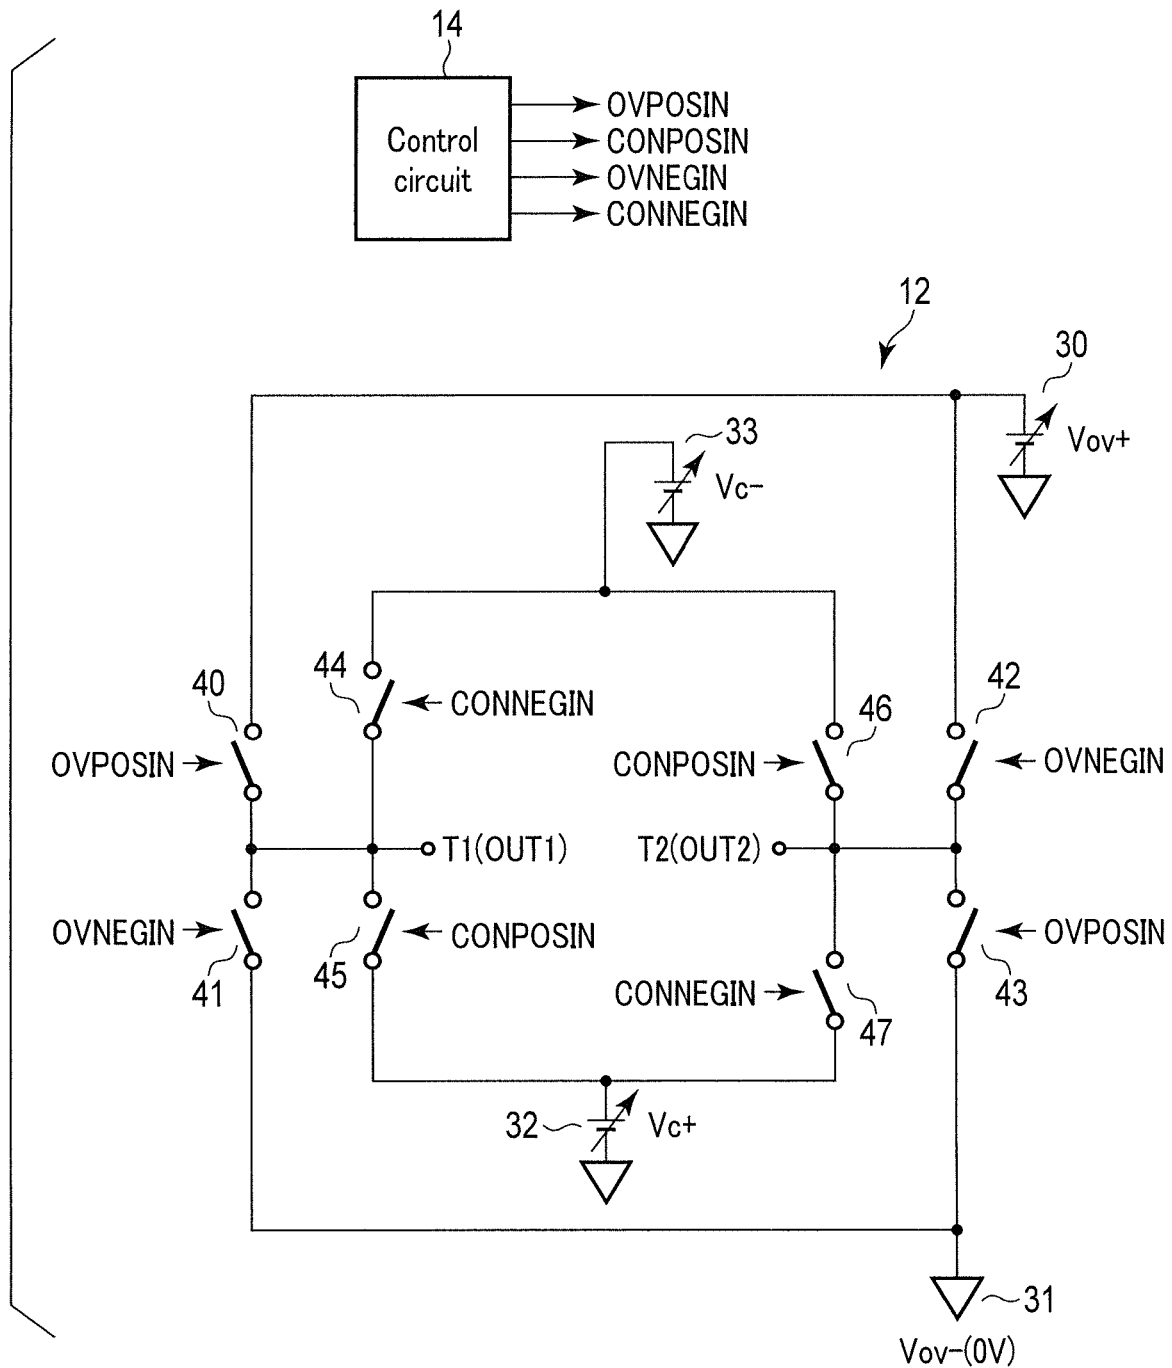 14
Control
circuit
OVPOSIN
CONPOSIN
OVNEGIN
CONNEGIN
12
30
Vov+
33
Vc-
40
44
CONNEGIN
46
42
OVPOSIN
CONPOSIN
OVNEGIN
T1(OUT1)
T2(OUT2)
OVNEGIN
41
45
CONPOSIN
CONNEGIN
47
OVPOSIN
43
32
Vc+
31
Vov-(0V)